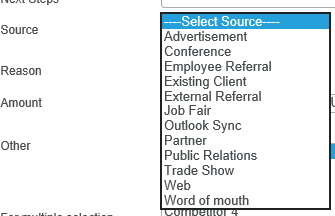 Next Steps
Source
----Select Source----
Advertisement
Conference
Employee Referral
Reason
Existing Client
External Referral
Amount
Job Fair
Outlook Sync
Other
Partner
Public Relations
Trade Show
Web
Word of mouth
For multiple selection
Competitor 4